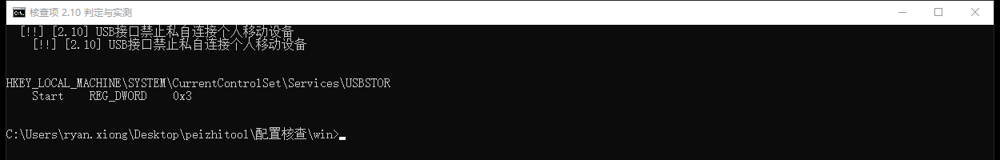 核查项 2.10 判定与实测
[!!] [2.10] USB接口禁止私自连接个人移动设备
[!!] [2.10] USB接口禁止私自连接个人移动设备
HKEY_LOCAL_MACHINE\SYSTEM\CurrentControlSet\Services\USBSTOR
Start    REG_DWORD    0x3
C:\Users\ryan.xiong\Desktop\peizhitool\配置核查\win>